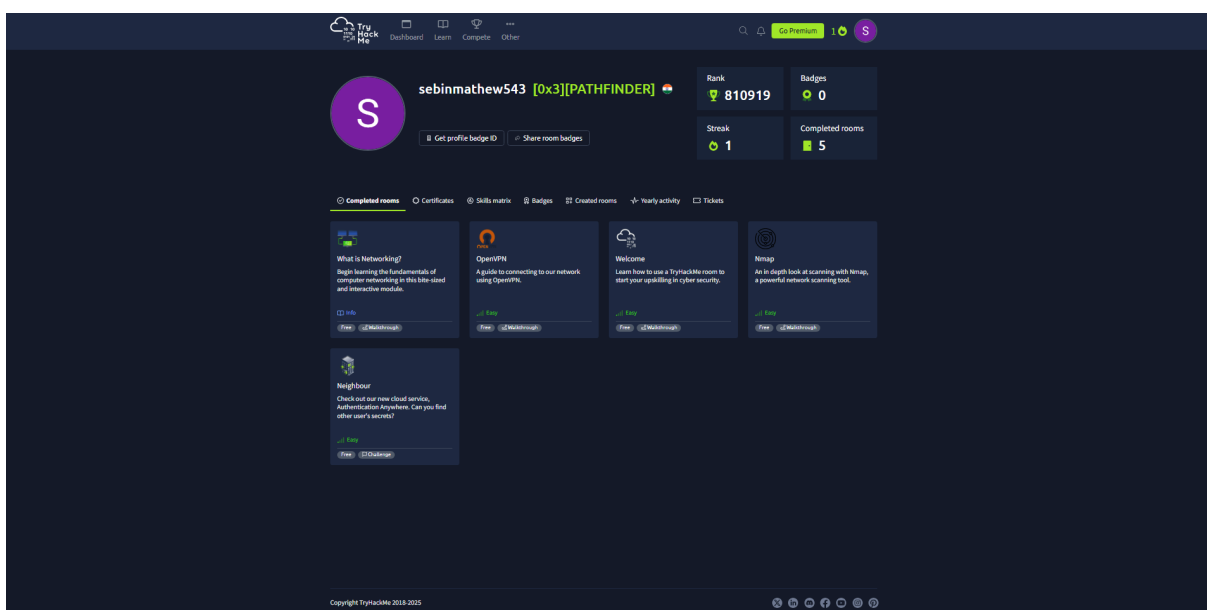 Try
Hack
Me
Dashboard Learn Compete Other
Go Premium 1 S
S
sebinmathew543 [0x3][PATHFINDER]
Get profile badge ID Share room badges
Rank
810919
Badges
0
Streak
1
Completed rooms
5
Completed rooms Certificates Skills matrix Badges Created rooms Yearly activity Tickets
What is Networking?
Begin learning the fundamentals of
computer networking in this bite-sized
and interactive module.
Info
Free Walkthrough
OpenVPN
A guide to connecting to our network
using OpenVPN.
Easy
Free Walkthrough
Welcome
Learn how to use a TryHackMe room to
start your upskilling in cyber security.
Easy
Free Walkthrough
Nmap
An in depth look at scanning with Nmap,
a powerful network scanning tool.
Easy
Free Walkthrough
Neighbour
Check out our new cloud service,
Authentication Anywhere. Can you find
other user's secrets?
Easy
Free Challenge
Copyright TryHackMe 2018-2025